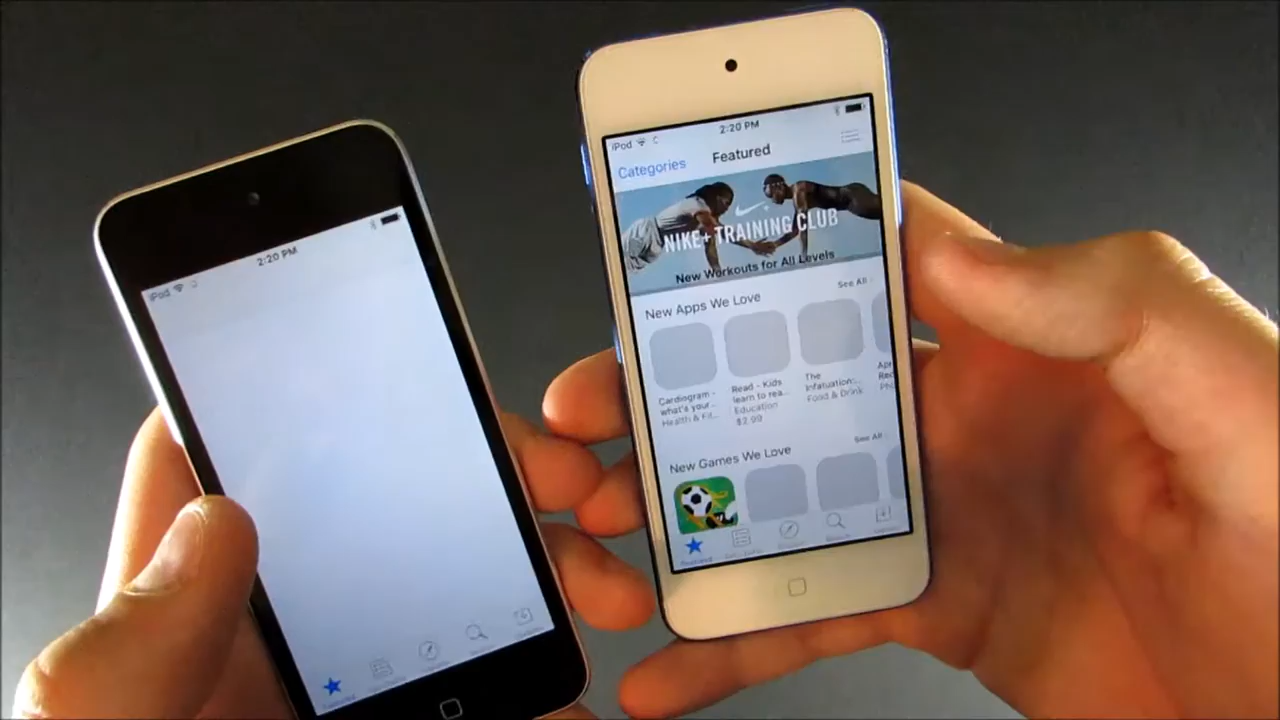 2:20 PM
iPod
2:20 PM
iPod
Categories
Featured
NIKE+ TRAINING CLUB
New Workouts for All Levels
New Apps We Love
See All
Cardiogram -
what's your...
Health & Fit...
Read - Kids
learn to rea...
Education
$2.99
The
Infatuation:...
Food & Drink
New Games We Love
See All
Featured